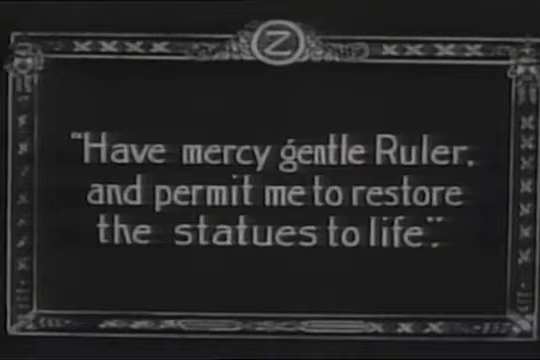 Z
"Have mercy gentle Ruler.
and permit me to restore
the statues to life".